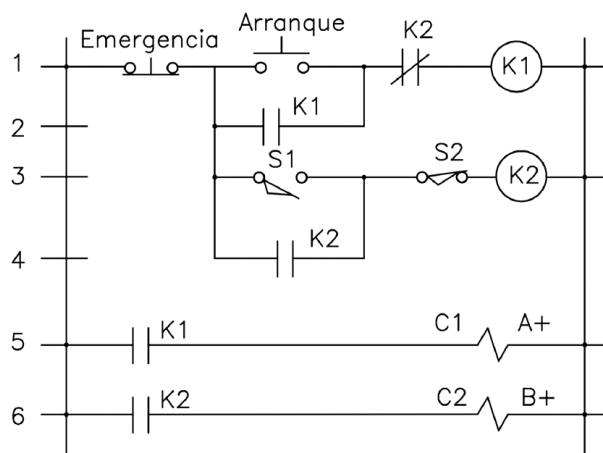 Emergencia Arranque K2
1 K1
2 K1
3 S1 S2 K2
4 K2
5 K1 C1 A+
6 K2 C2 B+